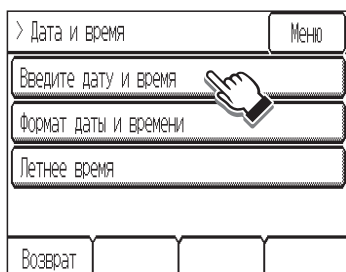 > Дата и время
Меню
Введите дату и время
Формат даты и времени
Летнее время
Возврат